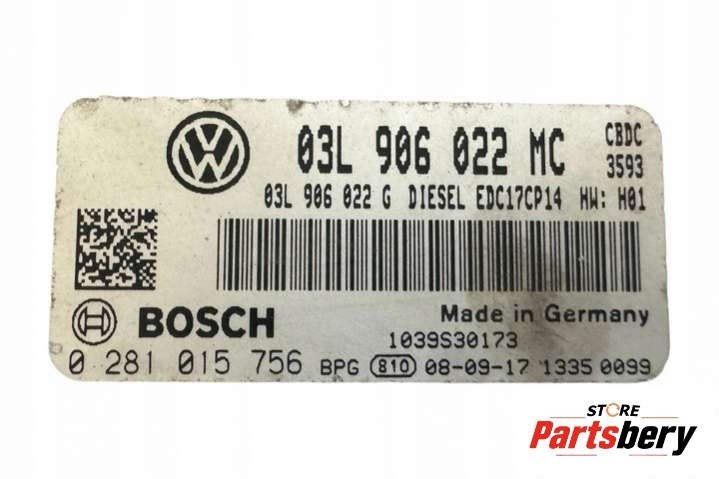 03L 906 022 MC CBDC
3593
03L 906 022 G DIESEL EDC17CP14 HW: H01
BOSCH Made in Germany
1039S30173
0 281 015 756 BPG 810 08-09-17 1335 0099
STORE
Partsbery